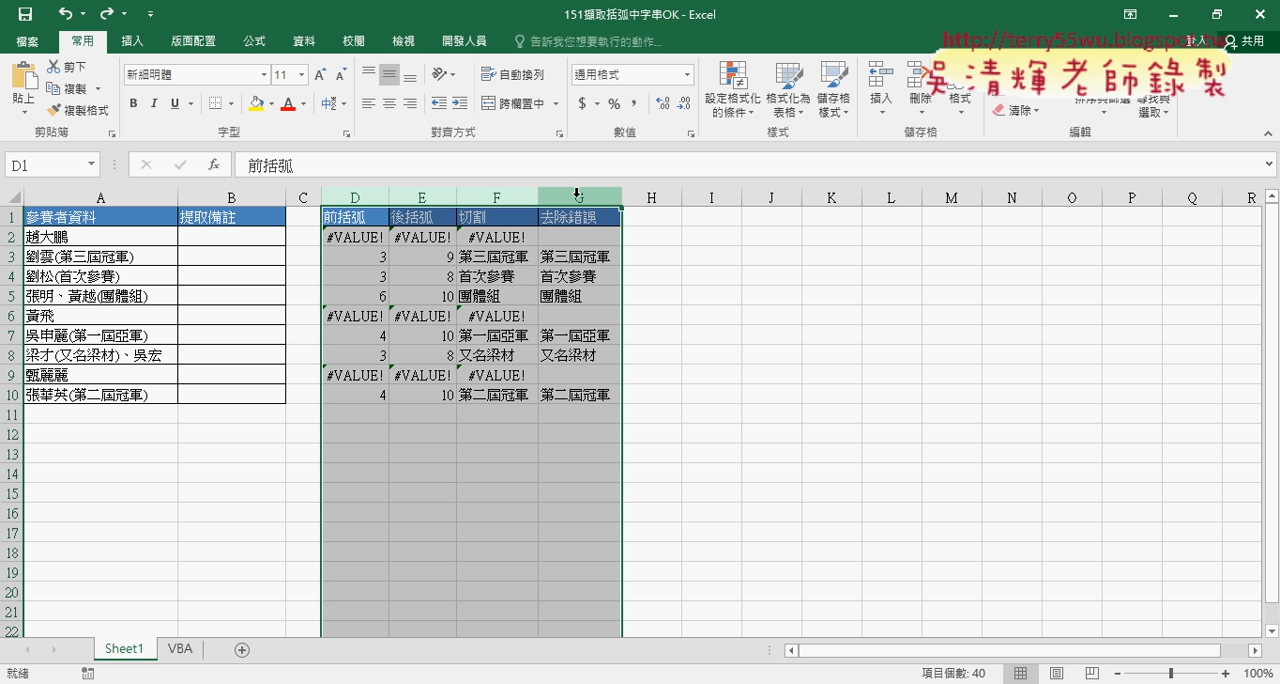 151擷取括弧中字串OK - Excel
檔案 常用 插入 版面配置 公式 資料 校閱 檢視 開發人員 告訴我您想要執行的動作... 登入 共用
http://terry55wu.blogspot.tw
吳清輝老師錄製
貼上 剪下 複製 複製格式 剪貼簿
新細明體 11 B I U 字型
自動換列 跨欄置中 對齊方式
通用格式 $ % 數值
設定格式化的條件 格式化為表格 儲存格樣式 樣式
插入 刪除 格式 儲存格
清除 排序與篩選 尋找與選取 編輯
D1 fx 前括弧
A B C D E F G H I J K L M N O P Q R
1 參賽者資料 提取備註 前括弧 後括弧 切割 去除錯誤
2 趙大鵬 #VALUE! #VALUE! #VALUE!
3 劉雲(第三屆冠軍) 3 9 第三屆冠軍 第三屆冠軍
4 劉松(首次參賽) 3 8 首次參賽 首次參賽
5 張明、黃越(團體組) 6 10 團體組 團體組
6 黃飛 #VALUE! #VALUE! #VALUE!
7 吳申麗(第一屆亞軍) 4 10 第一屆亞軍 第一屆亞軍
8 梁才(又名梁材)、吳宏 3 8 又名梁材 又名梁材
9 甄麗麗 #VALUE! #VALUE! #VALUE!
10 張華英(第二屆冠軍) 4 10 第二屆冠軍 第二屆冠軍
11
12
13
14
15
16
17
18
19
20
21
22
Sheet1 VBA
就緒 項目個數: 40 100%